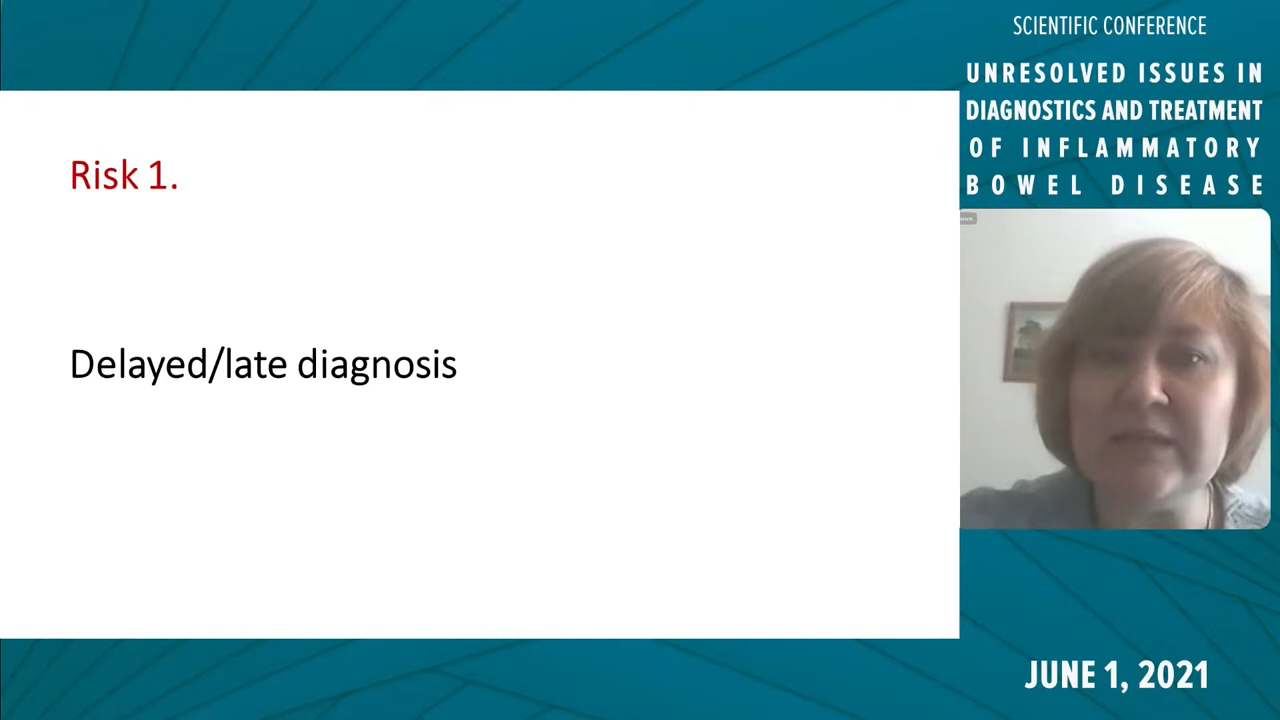 SCIENTIFIC CONFERENCE
UNRESOLVED ISSUES IN
DIAGNOSTICS AND TREATMENT
OF INFLAMMATORY
BOWEL DISEASE
Risk 1.
Delayed/late diagnosis
JUNE 1, 2021